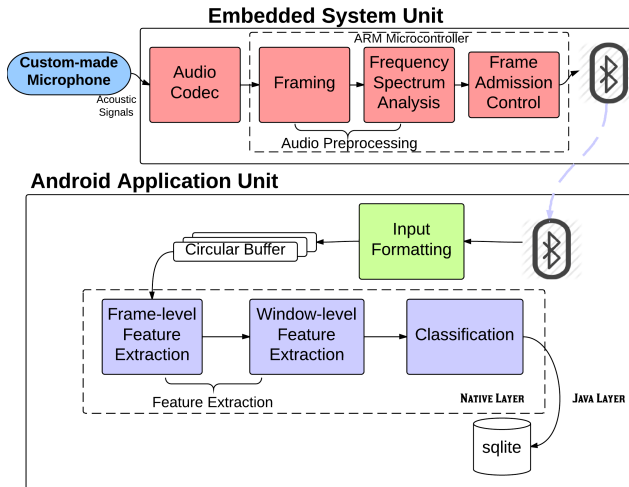 Embedded System Unit
ARM Microcontroller
Custom-made
Microphone
Acoustic
Signals
Audio
Codec
Framing
Frequency
Spectrum
Analysis
Frame
Admission
Control
Audio Preprocessing
Android Application Unit
Input
Formatting
Circular Buffer
Frame-level
Feature
Extraction
Window-level
Feature
Extraction
Classification
Feature Extraction
Native Layer
Java Layer
sqlite